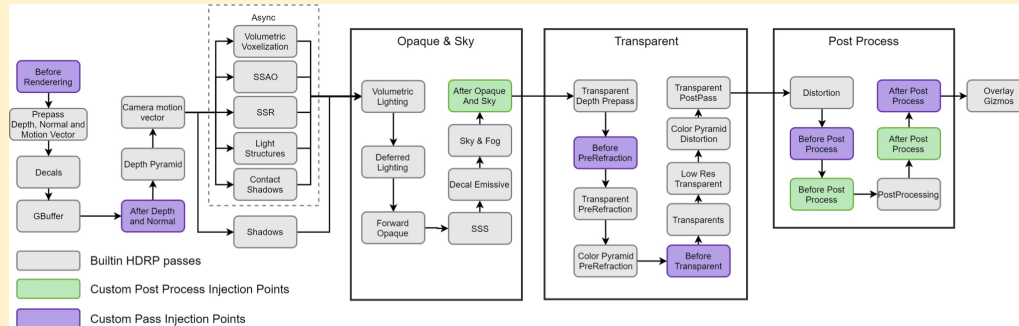 Before
Renderering
Prepass
Depth, Normal and
Motion Vector
Decals
GBuffer
After Depth
and Normal
Depth Pyramid
Camera motion
vector
Async
Volumetric
Voxelization
SSAO
SSR
Light
Structures
Contact
Shadows
Shadows
Opaque & Sky
Volumetric
Lighting
Deferred
Lighting
Forward
Opaque
SSS
Decal Emissive
Sky & Fog
After Opaque
And Sky
Transparent
Transparent
Depth Prepass
Before
PreRefraction
Transparent
PreRefraction
Color Pyramid
PreRefraction
Before
Transparent
Transparents
Low Res
Transparent
Color Pyramid
Distortion
Transparent
PostPass
Post Process
Distortion
Before Post
Process
Before Post
Process
PostProcessing
After Post
Process
After Post
Process
Overlay
Gizmos
Builtin HDRP passes
Custom Post Process Injection Points
Custom Pass Injection Points